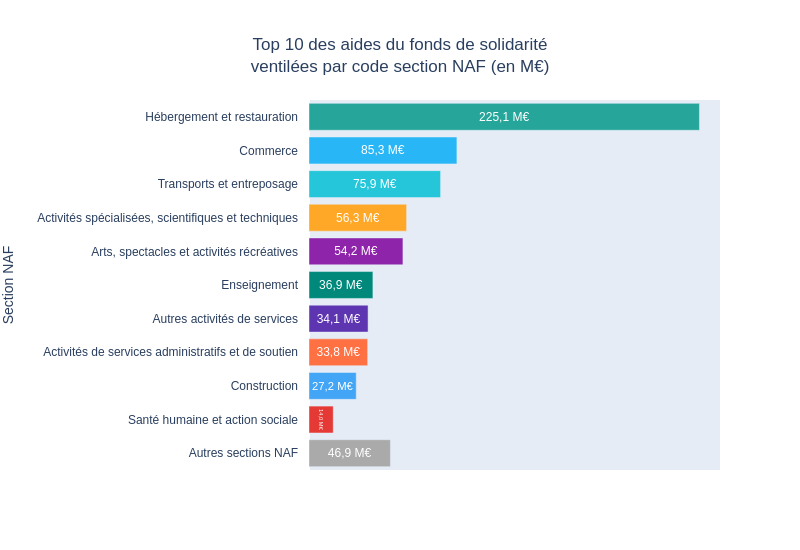 Top 10 des aides du fonds de solidarité
ventilées par code section NAF (en M€)
Section NAF
Hébergement et restauration 225,1 M€
Commerce 85,3 M€
Transports et entreposage 75,9 M€
Activités spécialisées, scientifiques et techniques 56,3 M€
Arts, spectacles et activités récréatives 54,2 M€
Enseignement 36,9 M€
Autres activités de services 34,1 M€
Activités de services administratifs et de soutien 33,8 M€
Construction 27,2 M€
Santé humaine et action sociale M€
Autres sections NAF 46,9 M€